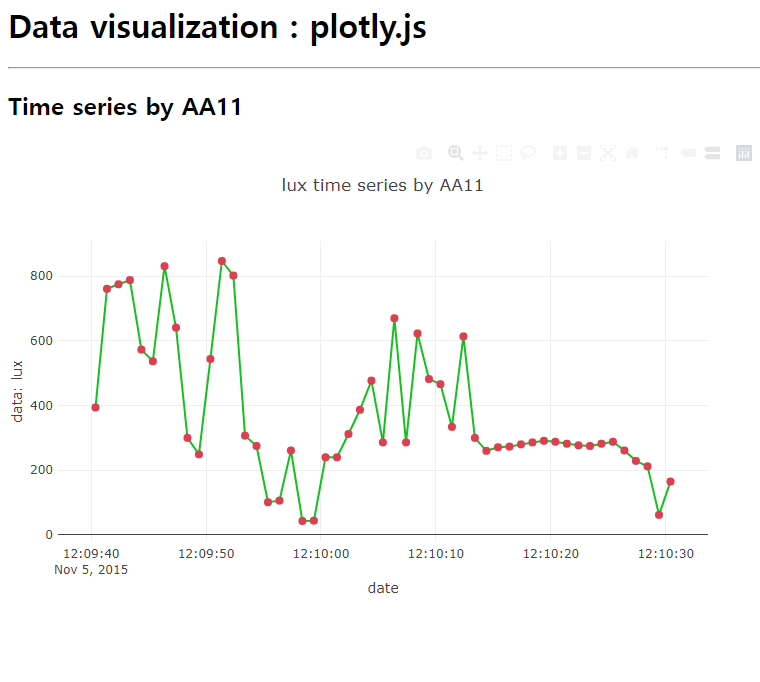 Data visualization : plotly.js
Time series by AA11
lux time series by AA11
800
600
400
200
0
data: lux
12:09:40
Nov 5, 2015
12:09:50
12:10:00
12:10:10
12:10:20
12:10:30
date